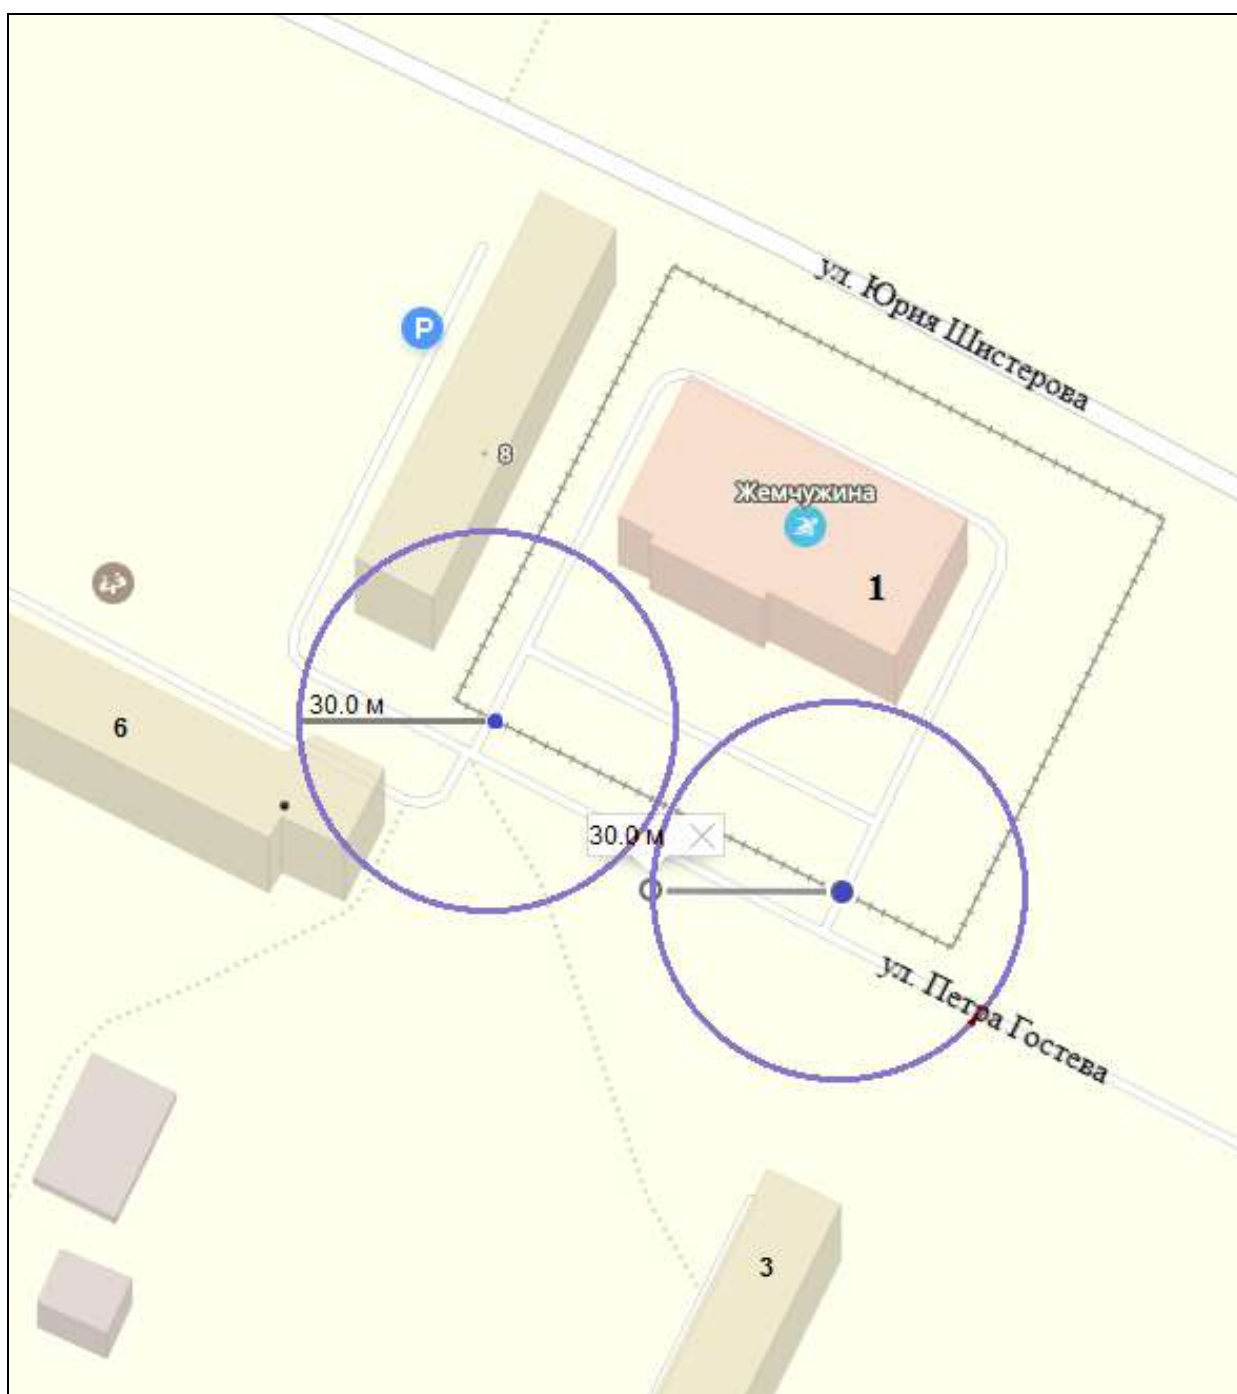 ул. Юрия Шистерова
P
8
Жемчужина
1
30.0 м
6
30.0 м
ул. Петра Гостева
3